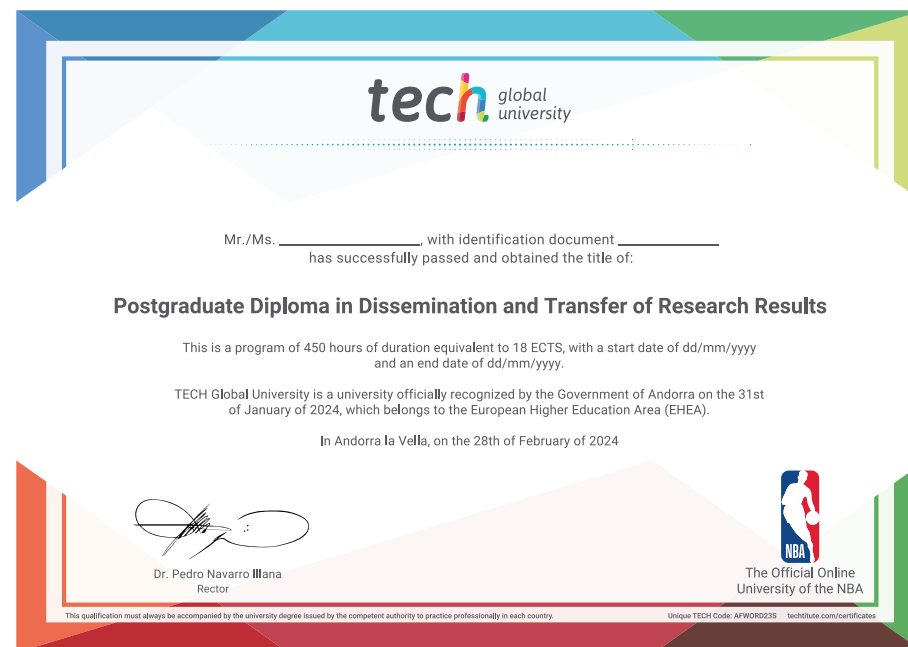 tech global
university
Mr./Ms. ____________________, with identification document ______________
has successfully passed and obtained the title of:
Postgraduate Diploma in Dissemination and Transfer of Research Results
This is a program of 450 hours of duration equivalent to 18 ECTS, with a start date of dd/mm/yyyy
and an end date of dd/mm/yyyy.
TECH Global University is a university officially recognized by the Government of Andorra on the 31st
of January of 2024, which belongs to the European Higher Education Area (EHEA).
In Andorra la Vella, on the 28th of February of 2024
Dr. Pedro Navarro Illana
Rector
NBA
The Official Online
University of the NBA
This qualification must always be accompanied by the university degree issued by the competent authority to practice professionally in each country.
Unique TECH Code: AFWORD23S techtitute.com/certificates